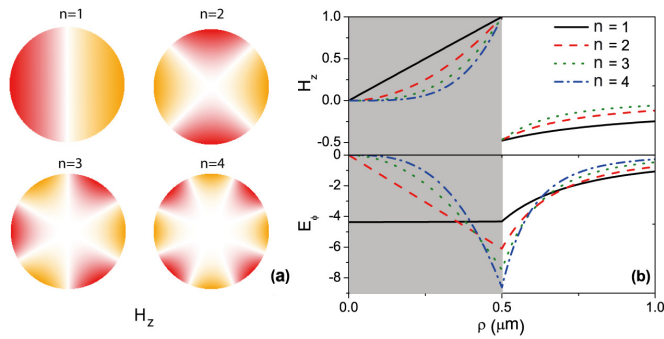 n=1
n=2
n=3
n=4
(a)
H_z
1.0
0.5
0.0
-0.5
H_z
n = 1
n = 2
n = 3
n = 4
-2
-4
-6
-8
E_ϕ
(b)
0.0
0.5
1.0
ρ (μm)